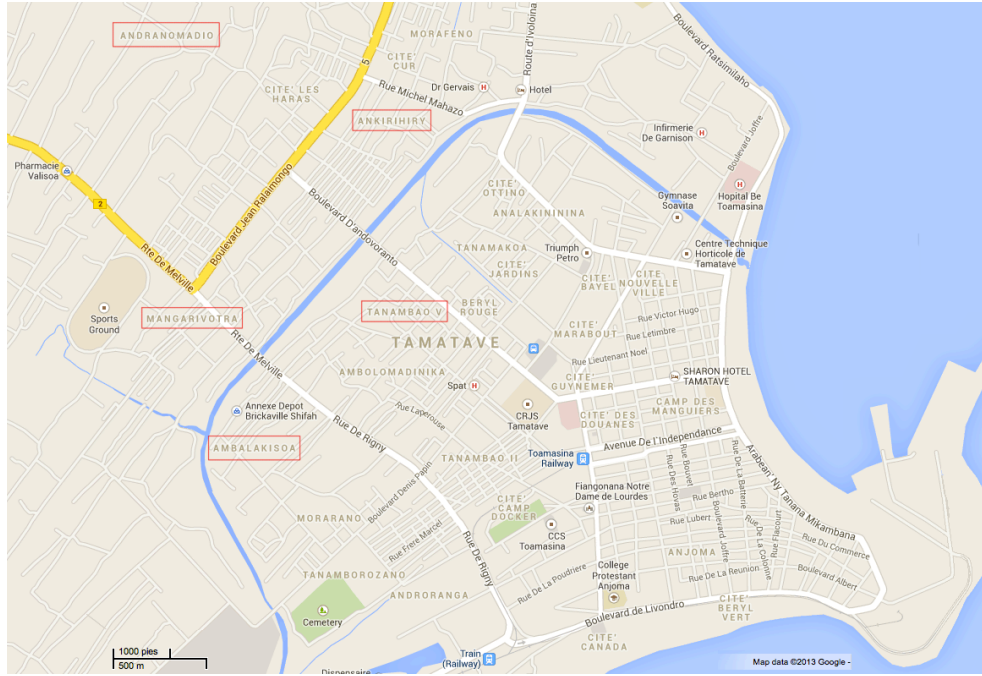 ANDRANOMADIO
MORAFENO
CITE'
CUR
5
Route d'Ivoloina
Boulevard Ratsimilaho
CITE' LES
HARAS
Rue Michel Mahazo
Dr Gervais
H
Hotel
ANKIRIHIRY
Infirmerie
De Garnison
H
Boulevard Joffre
Pharmacie
Valisoa
2
Boulevard Jean Ralaimongo
Boulevard D'andovoranto
CITE'
OTTINO
H
Hopital Be
Toamasina
Gymnase
Soavita
ANALAKININA
Rte De Melville
TANAMAKOA
CITE'
JARDINS
Triumph
Petro
Centre Technique
Horticole de
Tamatave
CITE'
BAYEL
CITE'
NOUVELLE
VILLE
Sports
Ground
MANGARIVOTRA
TANAMBAO V
BERYL
ROUGE
Rue Victor Hugo
CITE'
MARABOUT
Rue Letimbre
TAMATAVE
Rte De Melville
Rue Lieutenant Noel
AMBOLOMADINIKA
SHARON HOTEL
TAMATAVE
Spat
H
CITE'
GUYNEMER
CAMP DES
MANGUIERS
Annexe Depot
Brickaville Shifah
Rue Laperouse
CRJS
Tamatave
CITE' DES
DOUANES
Rue De Rigny
AMBALAKISOA
Avenue De l'Independance
TANAMBAO II
Toamasina
Railway
Arabean' Ny Tanana Mikambana
Boulevard Denis Papin
Fiangonana Notre
Dame de Lourdes
Rue Des Hovas
Rue Bouvel
Rue De La Batterie
CITE'
CAMP
DOCKER
Rue Bertho
MORARANO
Rue Lubert
Boulevard Joffre
Rue De La Colonne
Rue Flacourt
Rue Frere Marcel
CCS
Toamasina
Rue Du Commerce
ANJOMA
Rue De Rigny
Rue De La Poudriere
College
Protestant
Anjoma
Rue De La Reunion
Boulevard Albert
TANAMBOROZANO
ANDRORANGA
CITE'
BERYL
VERT
Cemetery
Boulevard de Livondro
CITE'
CANADA
1000 pies
500 m
Train
(Railway)
Dispensaire
Map data ©2013 Google -